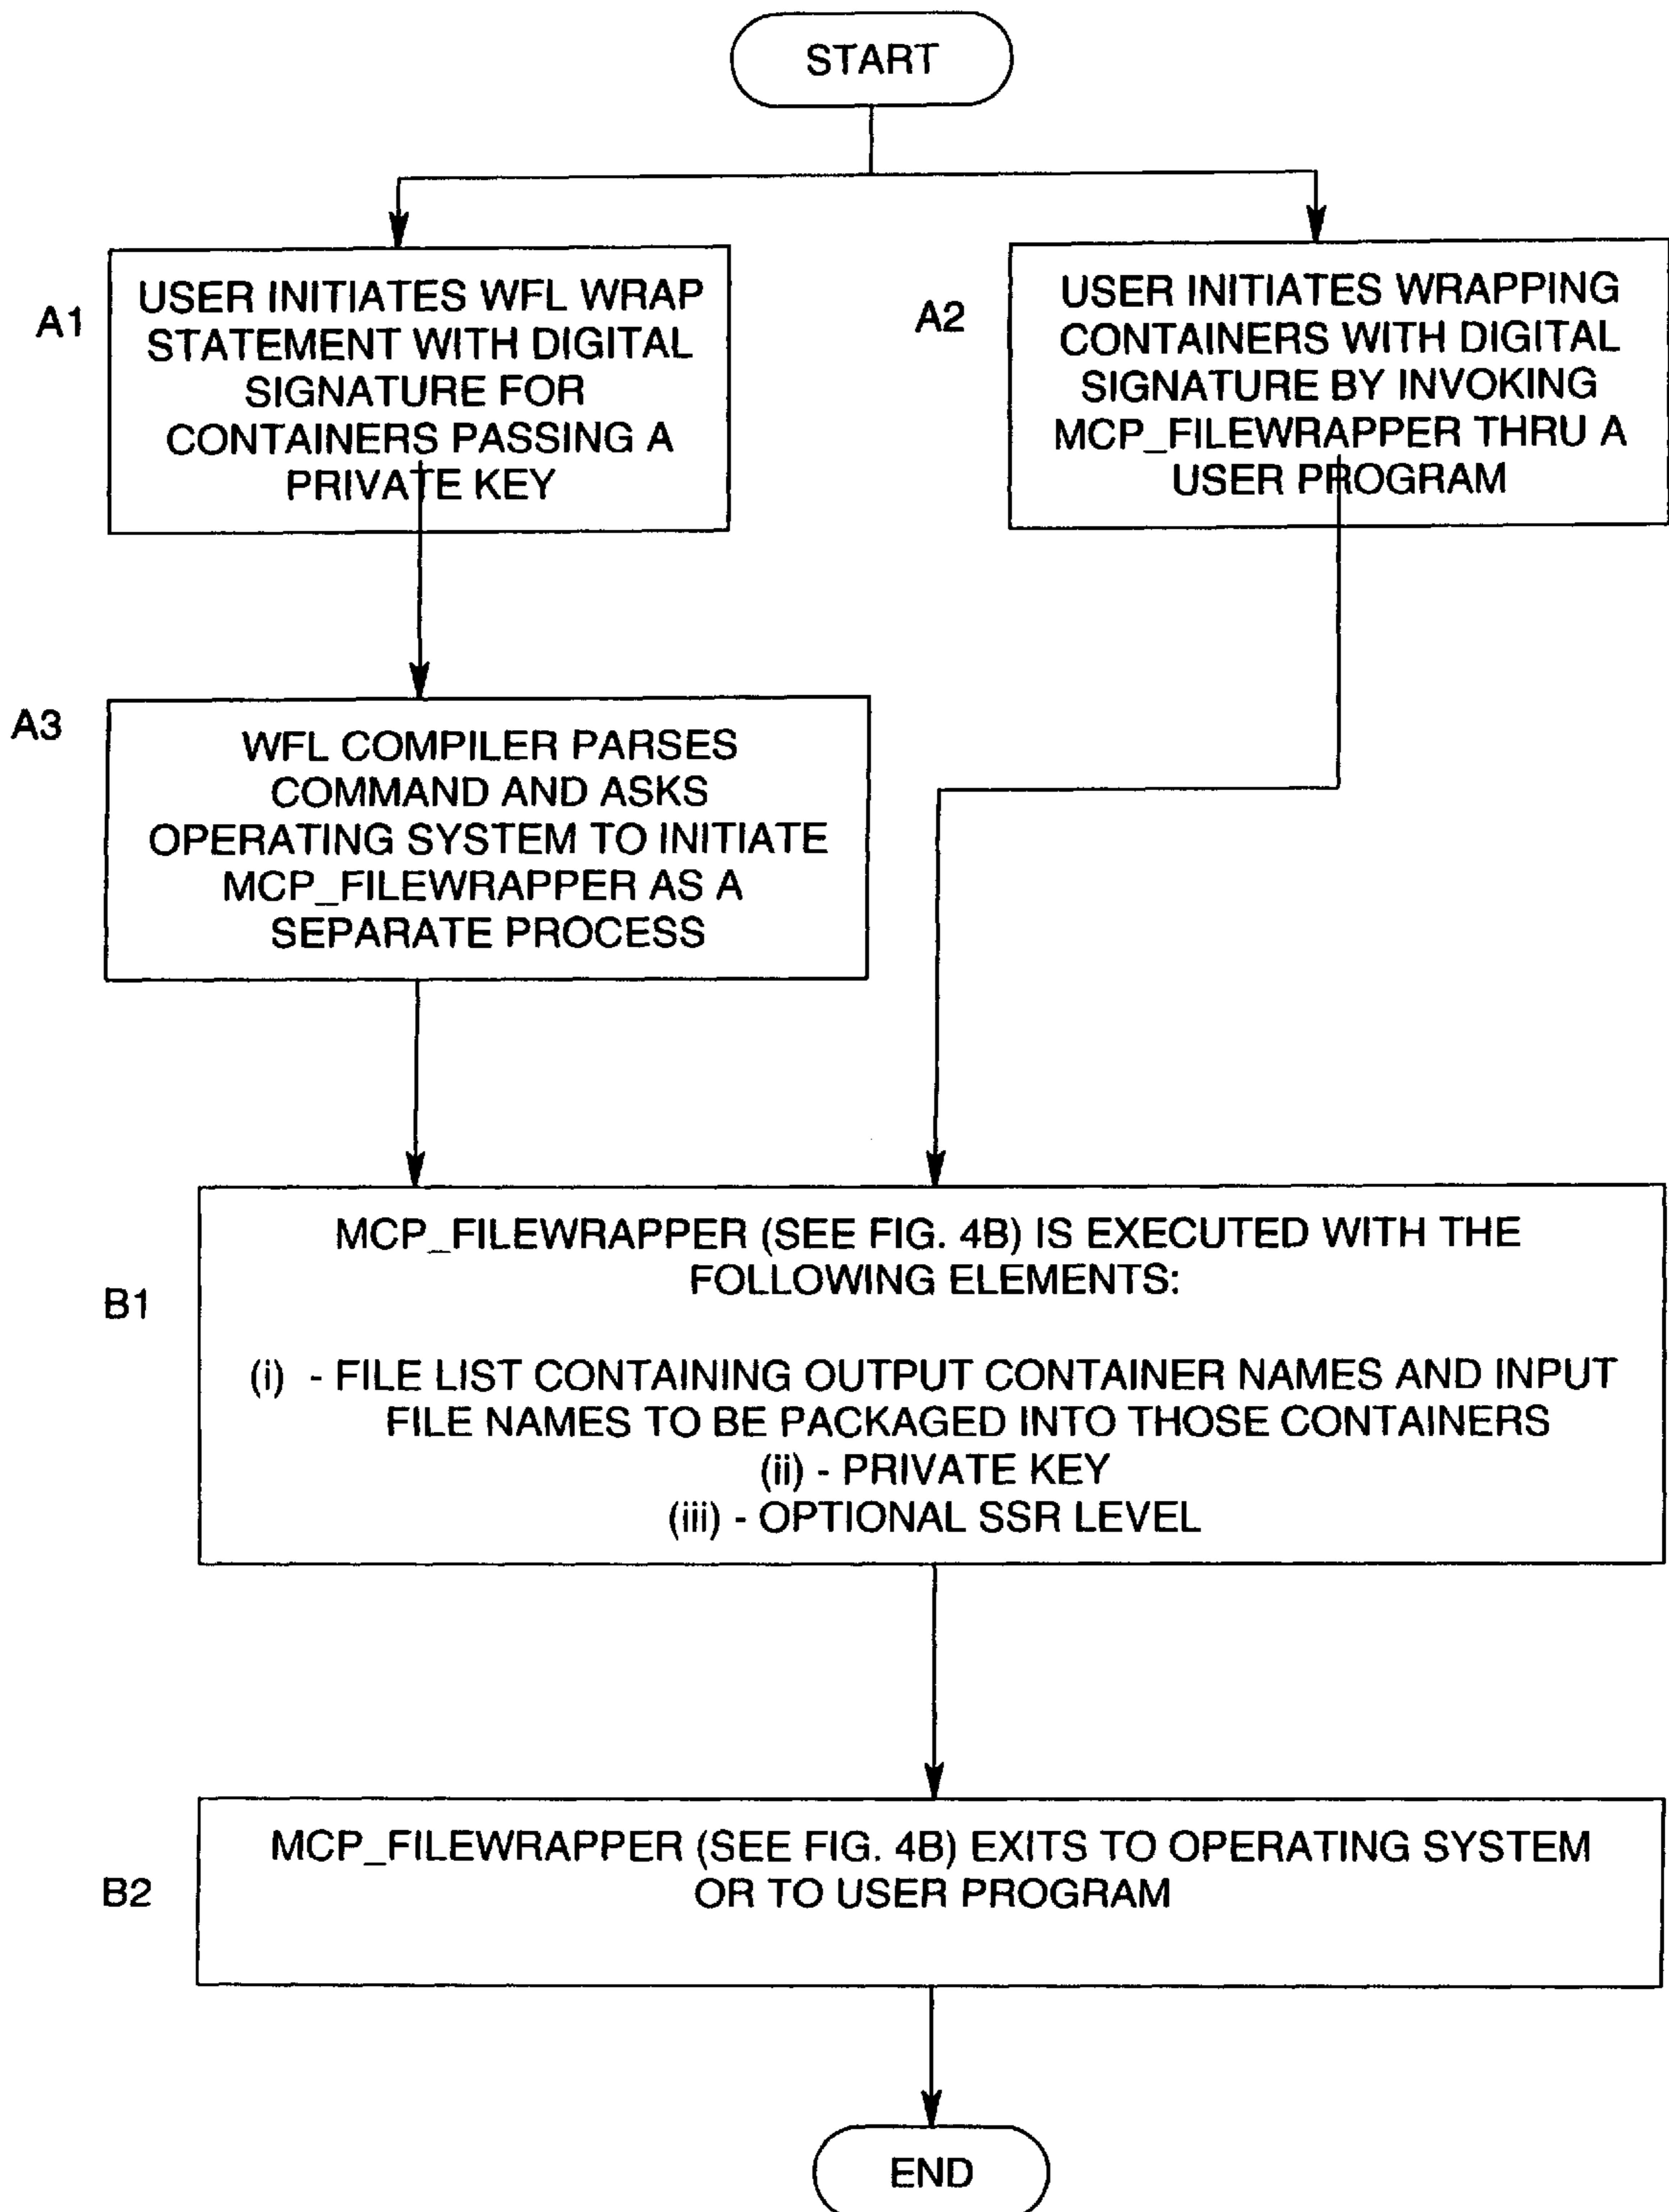 START
A1
USER INITIATES WFL WRAP
STATEMENT WITH DIGITAL
SIGNATURE FOR
CONTAINERS PASSING A
PRIVATE KEY
A2
USER INITIATES WRAPPING
CONTAINERS WITH DIGITAL
SIGNATURE BY INVOKING
MCP_FILEWRAPPER THRU A
USER PROGRAM
A3
WFL COMPILER PARSES
COMMAND AND ASKS
OPERATING SYSTEM TO INITIATE
MCP_FILEWRAPPER AS A
SEPARATE PROCESS
B1
MCP_FILEWRAPPER (SEE FIG. 4B) IS EXECUTED WITH THE
FOLLOWING ELEMENTS:
(i) - FILE LIST CONTAINING OUTPUT CONTAINER NAMES AND INPUT
FILE NAMES TO BE PACKAGED INTO THOSE CONTAINERS
(ii) - PRIVATE KEY
(iii) - OPTIONAL SSR LEVEL
B2
MCP_FILEWRAPPER (SEE FIG. 4B) EXITS TO OPERATING SYSTEM
OR TO USER PROGRAM
END